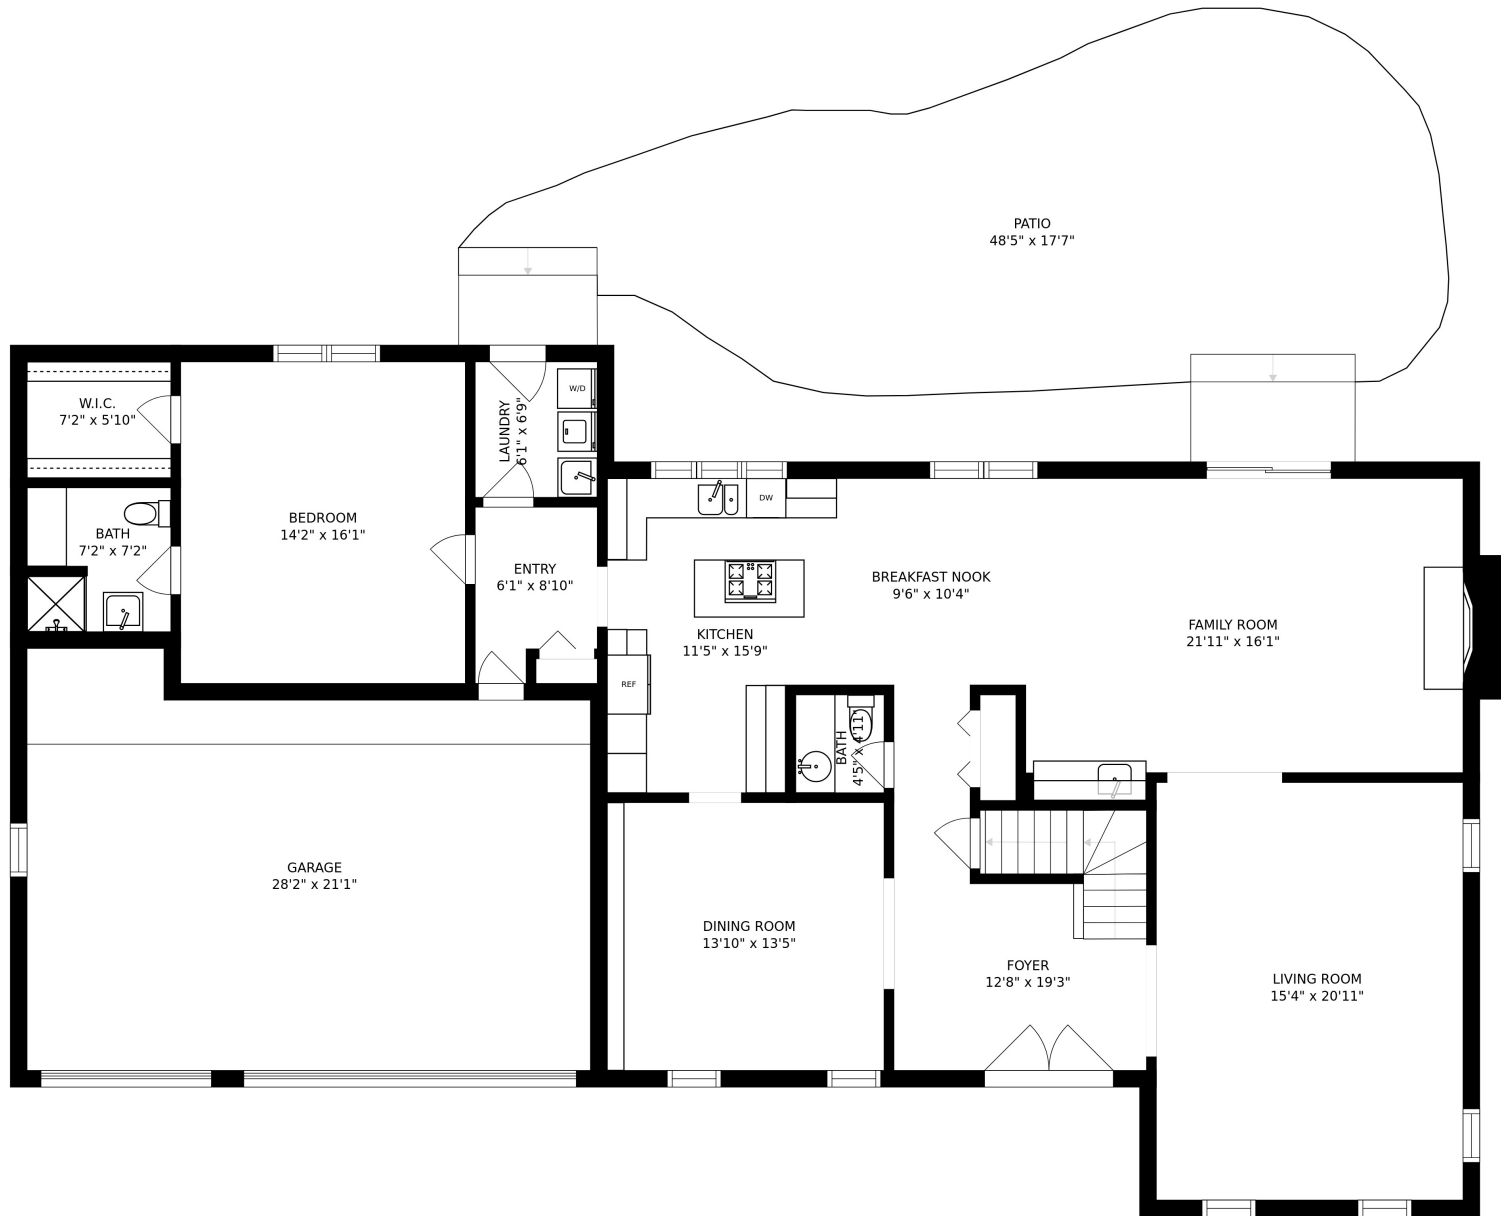 PATIO
48'5" x 17'7"
W.I.C.
7'2" x 5'10"
W/D
LAUNDRY
6'1" x 6'9"
BEDROOM
14'2" x 16'1"
BATH
7'2" x 7'2"
ENTRY
6'1" x 8'10"
DW
BREAKFAST NOOK
9'6" x 10'4"
KITCHEN
11'5" x 15'9"
FAMILY ROOM
21'11" x 16'1"
REF
BATH
4'5" x 4'11"
GARAGE
28'2" x 21'1"
DINING ROOM
13'10" x 13'5"
FOYER
12'8" x 19'3"
LIVING ROOM
15'4" x 20'11"